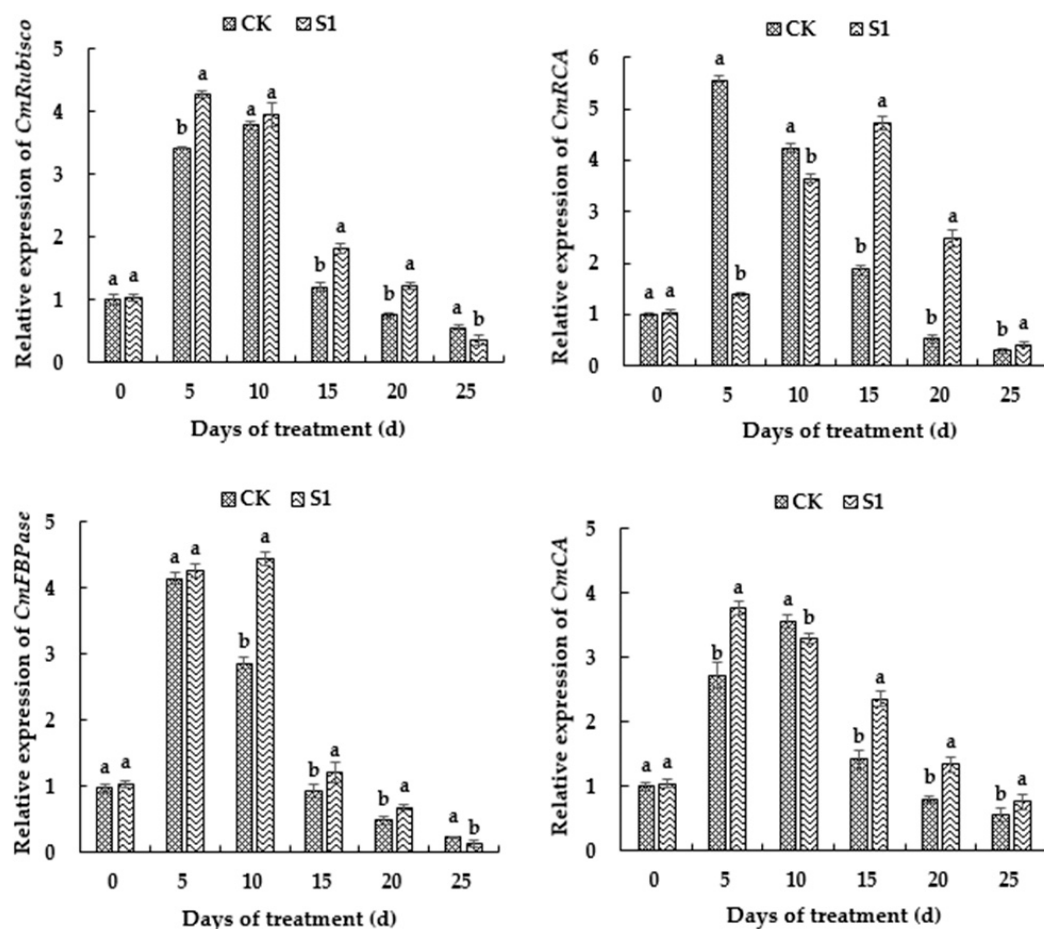 CK S1
Relative expression of CmRubisco
5
4
3
2
1
0
a a b a a a b a b a a b
0 5 10 15 20 25
Days of treatment (d)
CK S1
Relative expression of CmRCA
6
5
4
3
2
1
0
a a a b a b b a b a b a
0 5 10 15 20 25
Days of treatment (d)
CK S1
Relative expression of CmFBPase
5
4
3
2
1
0
a a a a b a b a b a a b
0 5 10 15 20 25
Days of treatment (d)
CK S1
Relative expression of CmCA
5
4
3
2
1
0
a a b a a b b a b a b a
0 5 10 15 20 25
Days of treatment (d)